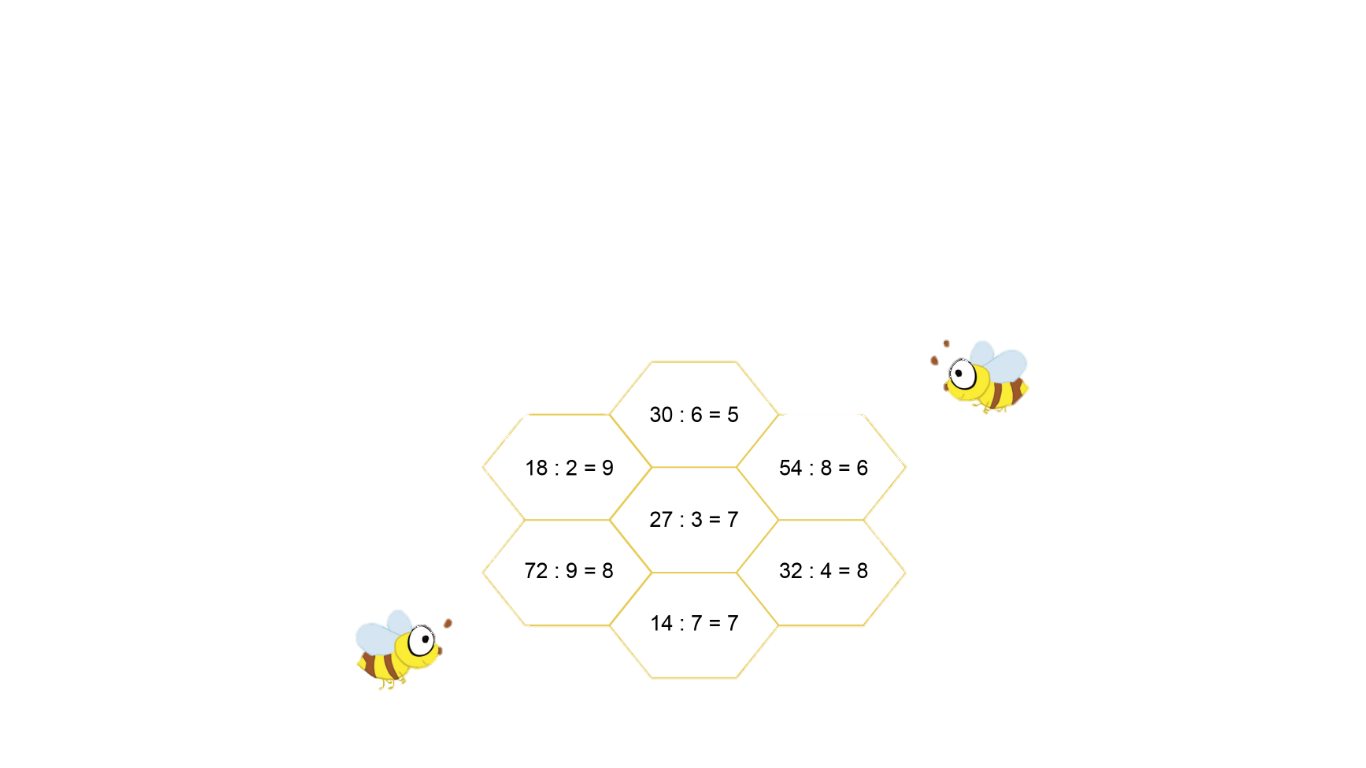 30 : 6 = 5
18 : 2 = 9
54 : 8 = 6
27 : 3 = 7
72 : 9 = 8
32 : 4 = 8
14 : 7 = 7